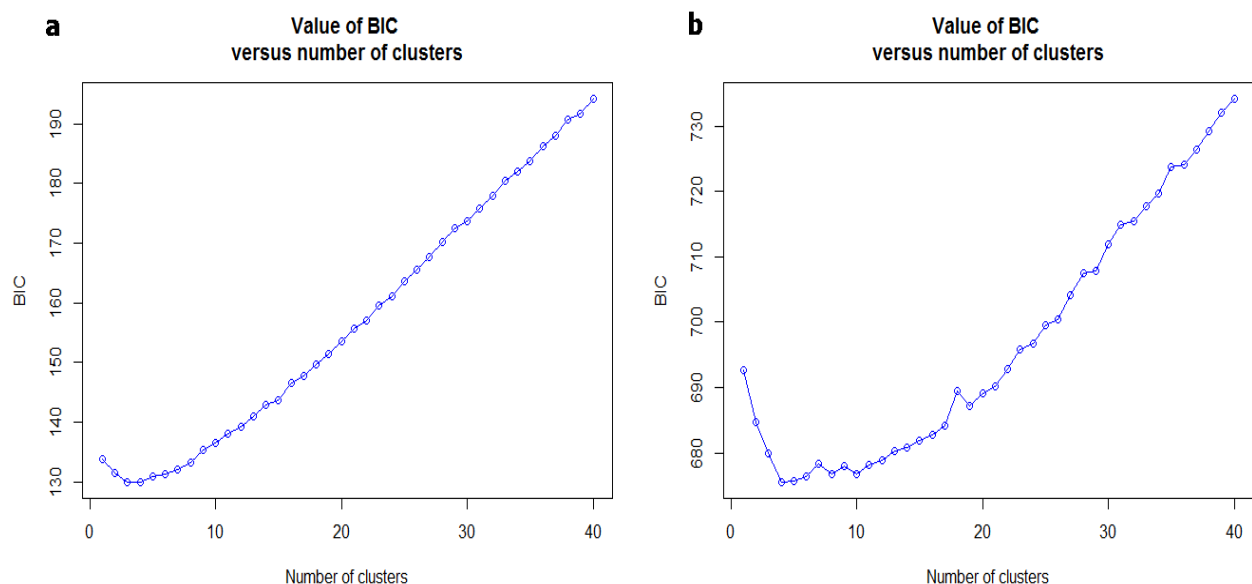 a
Value of BIC
versus number of clusters
BIC
190
180
170
160
150
140
130
0 10 20 30 40
Number of clusters
b
Value of BIC
versus number of clusters
BIC
730
720
710
700
690
680
0 10 20 30 40
Number of clusters